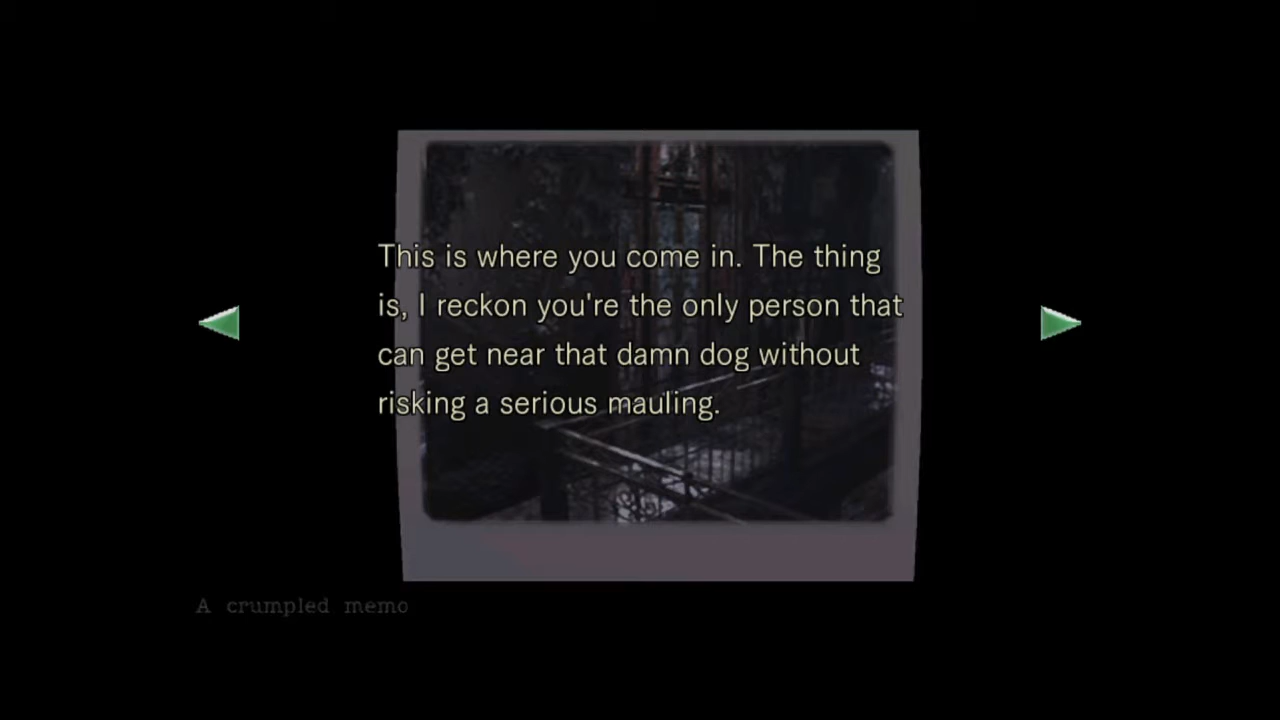 This is where you come in. The thing
is, I reckon you're the only person that
can get near that damn dog without
risking a serious mauling.
A crumpled memo